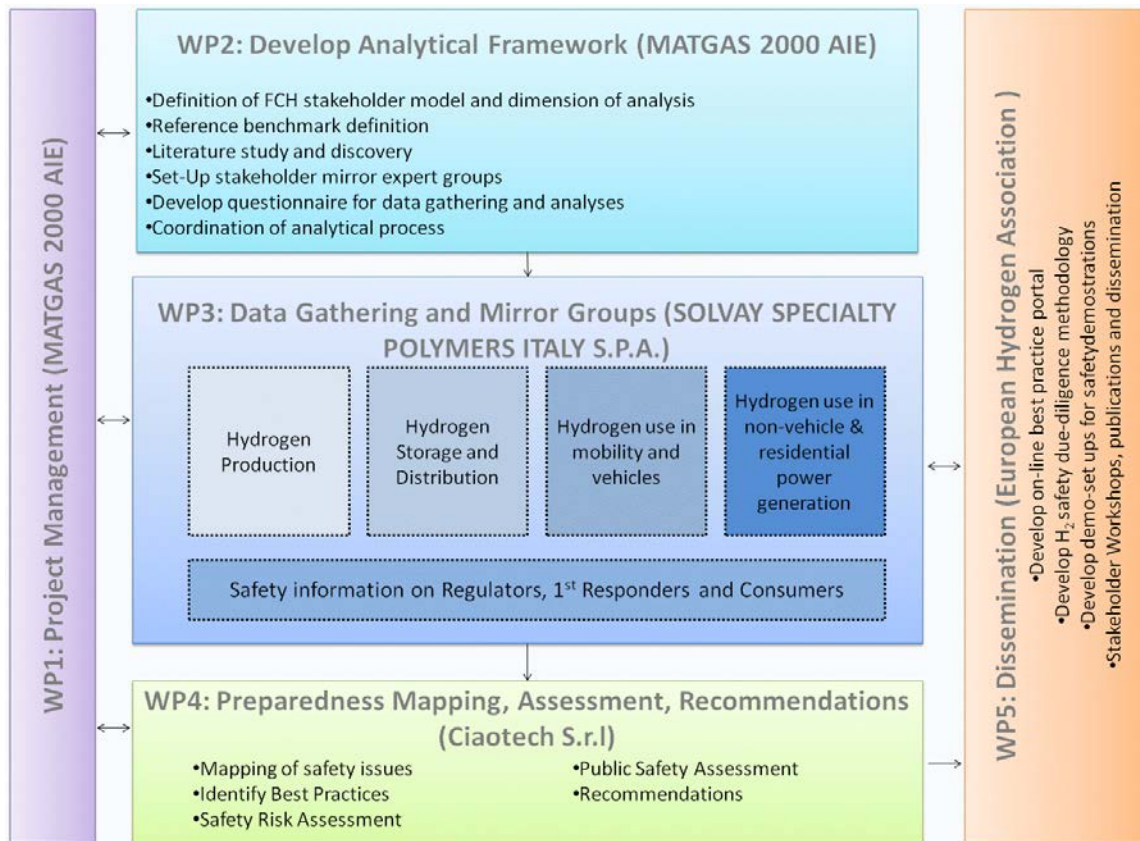 WP1: Project Management (MATGAS 2000 AIE)
WP2: Develop Analytical Framework (MATGAS 2000 AIE)
•Definition of FCH stakeholder model and dimension of analysis
•Reference benchmark definition
•Literature study and discovery
•Set-Up stakeholder mirror expert groups
•Develop questionnaire for data gathering and analyses
•Coordination of analytical process
WP3: Data Gathering and Mirror Groups (SOLVAY SPECIALTY
POLYMERS ITALY S.P.A.)
Hydrogen
Production
Hydrogen
Storage and
Distribution
Hydrogen use in
mobility and
vehicles
Hydrogen use in
non-vehicle &
residential
power
generation
Safety information on Regulators, 1st Responders and Consumers
WP4: Preparedness Mapping, Assessment, Recommendations
(Ciaotech S.r.l)
•Mapping of safety issues
•Identify Best Practices
•Safety Risk Assessment
•Public Safety Assessment
•Recommendations
WP5: Dissemination (European Hydrogen Association )
•Develop on-line best practice portal
•Develop H₂ safety due-diligence methodology
•Develop demo-set ups for safetydemostrations
•Stakeholder Workshops, publications and dissemination